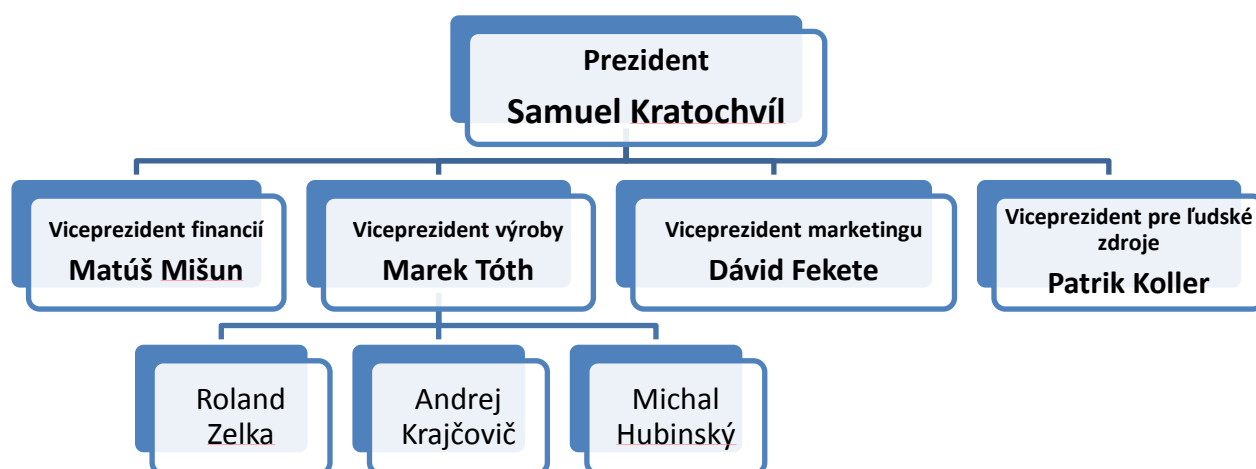 Prezident
Samuel Kratochvíl
Viceprezident financií
Matúš Mišun
Viceprezident výroby
Marek Tóth
Viceprezident marketingu
Dávid Fekete
Viceprezident pre ľudské
zdroje
Patrik Koller
Roland
Zelka
Andrej
Krajčovič
Michal
Hubinský